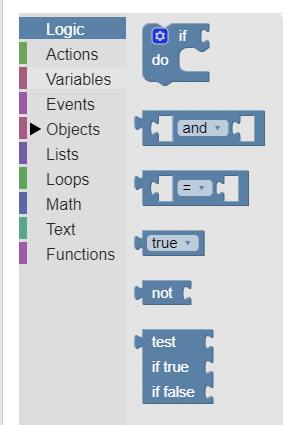 Logic
Actions
Variables
Events
Objects
Lists
Loops
Math
Text
Functions
if
do
and
=
true
not
test
if true
if false